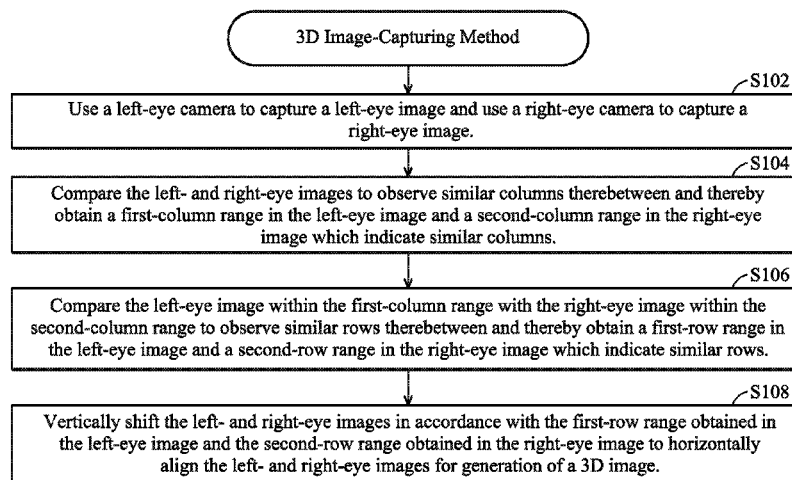 3D Image-Capturing Method
S102
Use a left-eye camera to capture a left-eye image and use a right-eye camera to capture a
right-eye image.
S104
Compare the left- and right-eye images to observe similar columns therebetween and thereby
obtain a first-column range in the left-eye image and a second-column range in the right-eye
image which indicate similar columns.
S106
Compare the left-eye image within the first-column range with the right-eye image within the
second-column range to observe similar rows therebetween and thereby obtain a first-row range in
the left-eye image and a second-row range in the right-eye image which indicate similar rows.
S108
Vertically shift the left- and right-eye images in accordance with the first-row range obtained in
the left-eye image and the second-row range obtained in the right-eye image to horizontally
align the left- and right-eye images for generation of a 3D image.